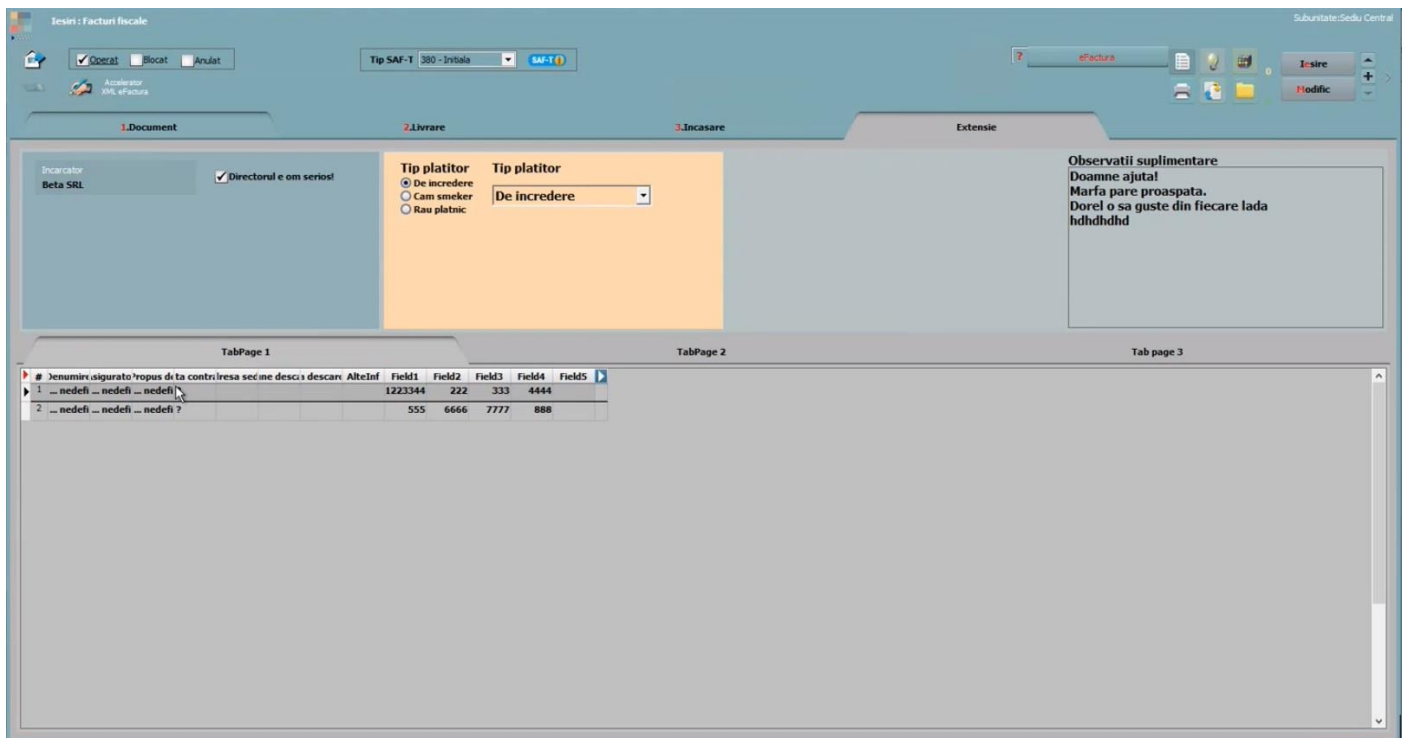 Iesiri : Facturi fiscale
Subunitate:Sediu Central
Operat Blocat Anulat
Tip SAF-T 380 - Initiala SAF-T
? eFactura
Iesire
Accelerator
XML eFactura
Modific
1.Document 2.Livrare 3.Incasare Extensie
Incarcator
Beta SRL
Directorul e om serios!
Tip platitor
De incredere
Cam smeker
Rau platnic
Tip platitor
De incredere
Observatii suplimentare
Doamne ajuta!
Marfa pare proaspata.
Dorel o sa guste din fiecare lada
hdhdhdhd
TabPage 1 TabPage 2 Tab page 3
# AlteInf Field1 Field2 Field3 Field4 Field5
1 ... nedefi ... nedefi ... nedefi 1223344 222 333 4444
2 ... nedefi ... nedefi ... nedefi ? 555 6666 7777 888